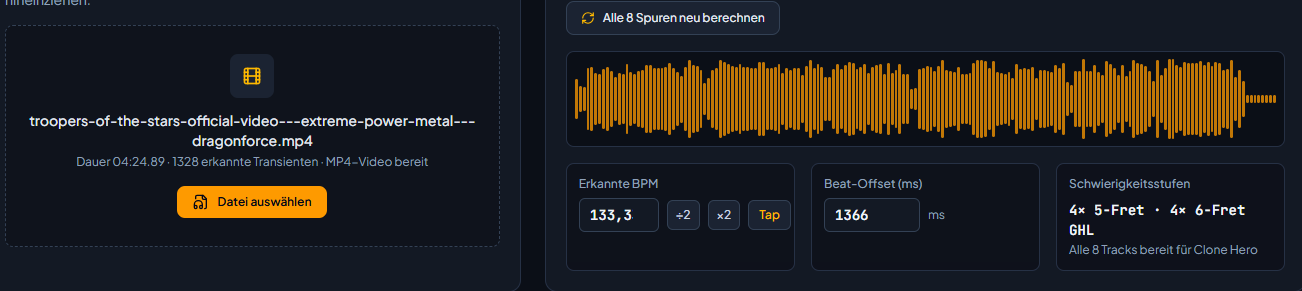 hineinziehen.
troopers-of-the-stars-official-video---extreme-power-metal---
dragonforce.mp4
Dauer 04:24.89 · 1328 erkannte Transienten · MP4-Video bereit
Datei auswählen
Alle 8 Spuren neu berechnen
Erkannte BPM
133,3 ÷2 ×2 Tap
Beat-Offset (ms)
1366 ms
Schwierigkeitsstufen
4× 5-Fret · 4× 6-Fret
GHL
Alle 8 Tracks bereit für Clone Hero